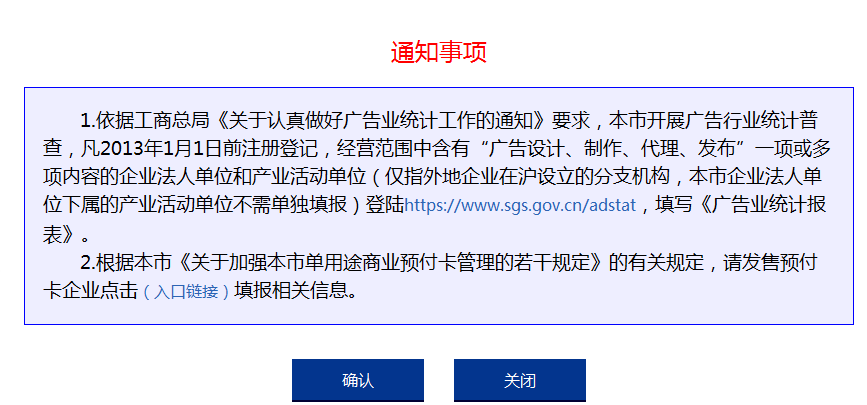 通知事项
1.依据工商总局《关于认真做好广告业统计工作的通知》要求，本市开展广告行业统计普
查，凡2013年1月1日前注册登记，经营范围中含有“广告设计、制作、代理、发布”一项或多
项内容的企业法人单位和产业活动单位（仅指外地企业在沪设立的分支机构，本市企业法人单
位下属的产业活动单位不需单独填报）登陆https://www.sgs.gov.cn/adstat，填写《广告业统计报
表》。
2.根据本市《关于加强本市单用途商业预付卡管理的若干规定》的有关规定，请发售预付
卡企业点击（入口链接）填报相关信息。
确认
关闭